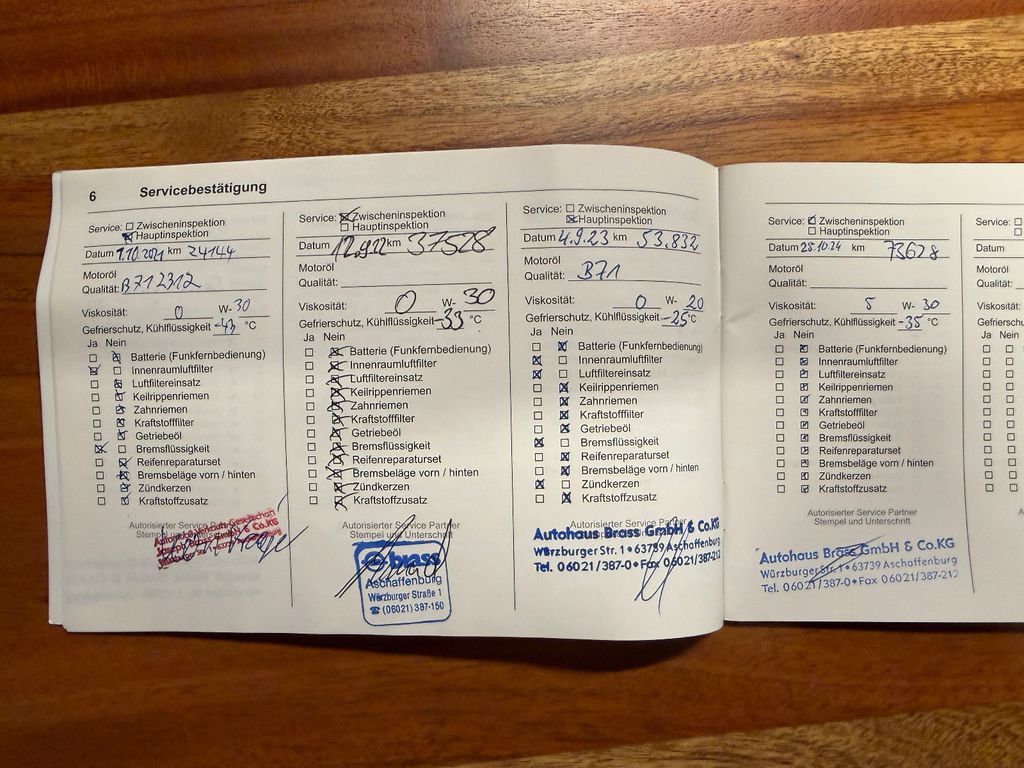 6 Servicebestätigung
Service: Zwischeninspektion
Hauptinspektion
Datum 1.10.2021 km 24144
Motoröl
Qualität: B712312
Viskosität: 0 W- 30
Gefrierschutz, Kühlflüssigkeit -43 °C
Ja Nein
Batterie (Funkfernbedienung)
Innenraumluftfilter
Luftfiltereinsatz
Keilrippenriemen
Zahnriemen
Kraftstofffilter
Getriebeöl
Bremsflüssigkeit
Reifenreparaturset
Bremsbeläge vorn / hinten
Zündkerzen
Kraftstoffzusatz
Autorisierter Service Partner
Stempel und Unterschrift
& Co.KG
Service: Zwischeninspektion
Hauptinspektion
Datum 12.9.22 km 37528
Motoröl
Qualität:
Viskosität: 0 W- 30
Gefrierschutz, Kühlflüssigkeit -33 °C
Ja Nein
Batterie (Funkfernbedienung)
Innenraumluftfilter
Luftfiltereinsatz
Keilrippenriemen
Zahnriemen
Kraftstofffilter
Getriebeöl
Bremsflüssigkeit
Reifenreparaturset
Bremsbeläge vorn / hinten
Zündkerzen
Kraftstoffzusatz
Autorisierter Service Partner
Stempel und Unterschrift
brass
Aschaffenburg
Würzburger Straße 1
☎ (06021) 387-150
Service: Zwischeninspektion
Hauptinspektion
Datum 4.9.23 km 53.832
Motoröl
Qualität: B71
Viskosität: 0 W- 20
Gefrierschutz, Kühlflüssigkeit -25 °C
Ja Nein
Batterie (Funkfernbedienung)
Innenraumluftfilter
Luftfiltereinsatz
Keilrippenriemen
Zahnriemen
Kraftstofffilter
Getriebeöl
Bremsflüssigkeit
Reifenreparaturset
Bremsbeläge vorn / hinten
Zündkerzen
Kraftstoffzusatz
Autorisierter Service Partner
Stempel und Unterschrift
Autohaus Brass GmbH & Co.KG
Würzburger Str. 1 • 63739 Aschaffenburg
Tel. 06021/387-0 • Fax 06021/387-212
Service: Zwischeninspektion
Hauptinspektion
Datum 28.10.24 km 73628
Motoröl
Qualität:
Viskosität: 5 W- 30
Gefrierschutz, Kühlflüssigkeit -35 °C
Ja Nein
Batterie (Funkfernbedienung)
Innenraumluftfilter
Luftfiltereinsatz
Keilrippenriemen
Zahnriemen
Kraftstofffilter
Getriebeöl
Bremsflüssigkeit
Reifenreparaturset
Bremsbeläge vorn / hinten
Zündkerzen
Kraftstoffzusatz
Autorisierter Service Partner
Stempel und Unterschrift
Autohaus Brass GmbH & Co.KG
Würzburger Str. 1 • 63739 Aschaffenburg
Tel. 06021/387-0 • Fax 06021/387-212
Service:
Datum
Motoröl
Qualität:
Viskosität:
Gefriersch
Ja Nein